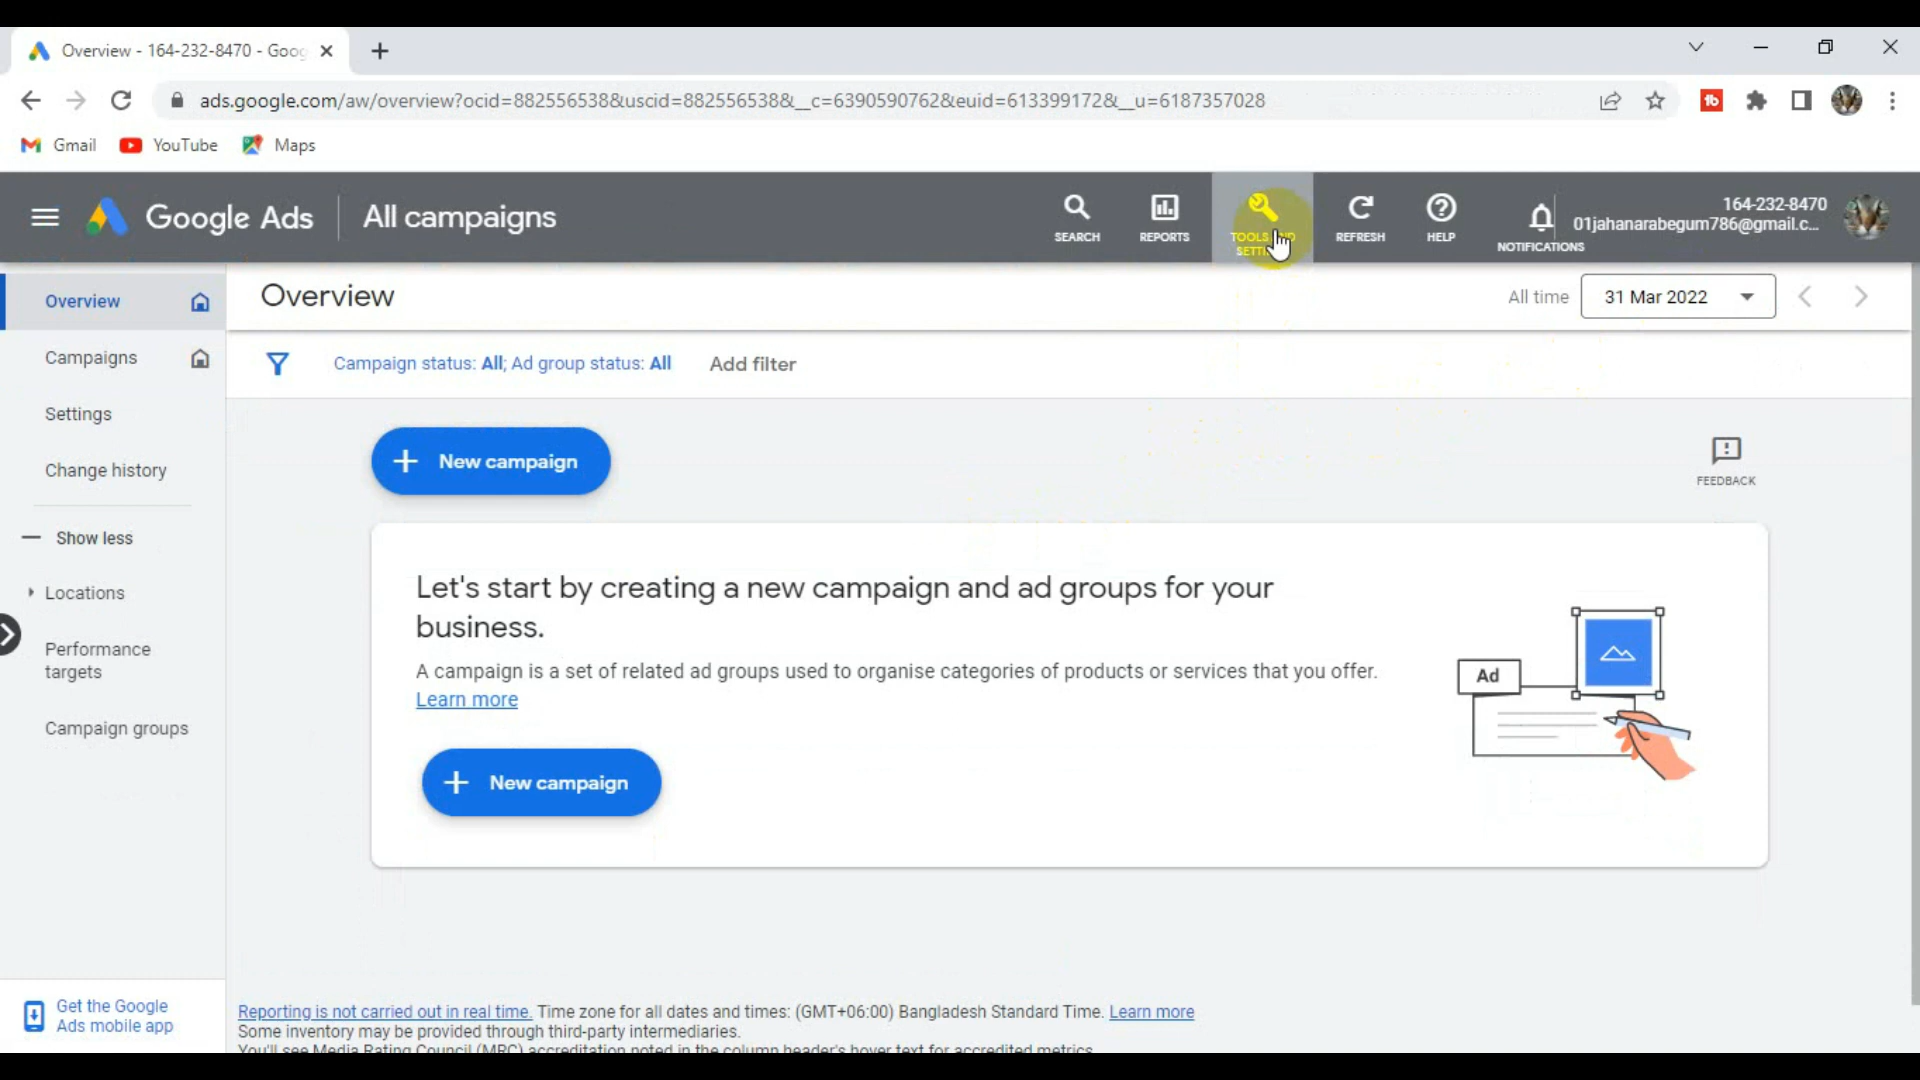 Overview - 164-232-8470 - Goog
ads.google.com/aw/overview?ocid=882556538&uscid=882556538&__c=6390590762&euid=613399172&__u=6187357028
Gmail YouTube Maps
Google Ads All campaigns
SEARCH REPORTS TOOLS REFRESH HELP NOTIFICATIONS
164-232-8470
01jahanarabegum786@gmail.c...
Overview
Campaigns
Settings
Change history
Show less
Locations
Performance
targets
Campaign groups
Get the Google
Ads mobile app
Overview
All time 31 Mar 2022
Campaign status: All; Ad group status: All Add filter
New campaign
FEEDBACK
Let's start by creating a new campaign and ad groups for your
business.
A campaign is a set of related ad groups used to organise categories of products or services that you offer.
Learn more
New campaign
Ad
Reporting is not carried out in real time. Time zone for all dates and times: (GMT+06:00) Bangladesh Standard Time. Learn more
Some inventory may be provided through third-party intermediaries.
You'll see Media Rating Council (MRC) accreditation noted in the column header's hover text for accredited metrics.